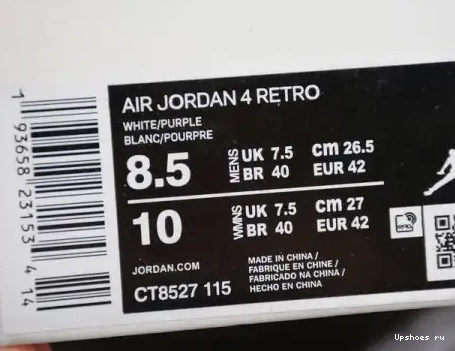 AIR JORDAN 4 RETRO
WHITE/PURPLE
BLANC/POURPRE
8.5 MENS UK 7.5 cm 26.5
BR 40 EUR 42
10 WMNS UK 7.5 cm 27
BR 40 EUR 42
JORDAN.COM
MADE IN CHINA /
FABRIQUE EN CHINE /
FABRICADO NA CHINA /
HECHO EN CHINA
CT8527 115
1 93658 23153 4 14
Upshoes ru